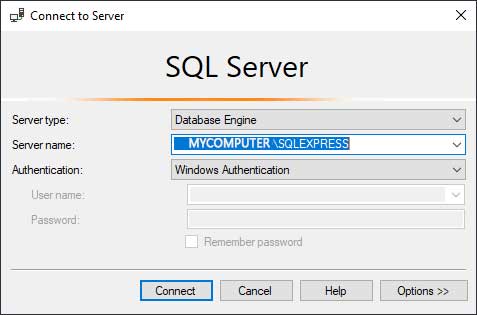 Connect to Server
SQL Server
Server type: Database Engine
Server name: MYCOMPUTER \SQLEXPRESS
Authentication: Windows Authentication
User name:
Password:
Remember password
Connect Cancel Help Options >>